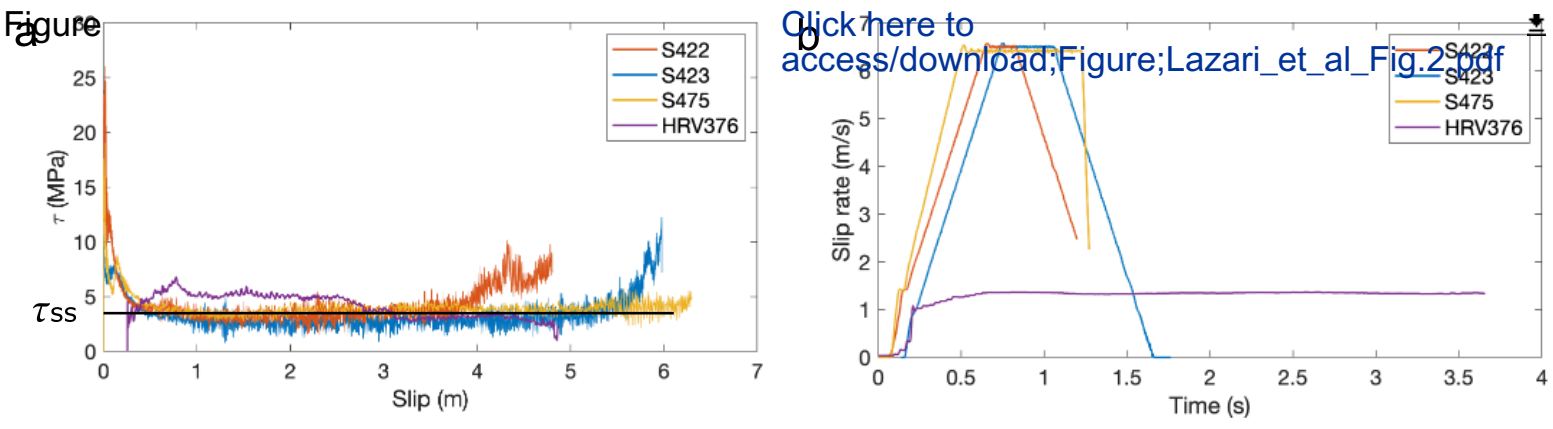 Figure
a
30
25
20
15
10
5
0
τ (MPa)
τss
0 1 2 3 4 5 6 7
Slip (m)
S422
S423
S475
HRV376
Click here to
access/download;Figure;Lazari_et_al_Fig.2.pdf
b
7
6
5
4
3
2
1
0
Slip rate (m/s)
0 0.5 1 1.5 2 2.5 3 3.5 4
Time (s)
S422
S423
S475
HRV376